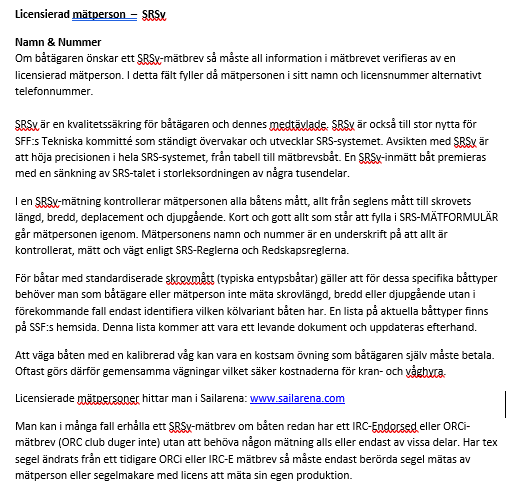 Licensierad mätperson – SRSv
Namn & Nummer
Om båtägaren önskar ett SRSv-mätbrev så måste all information i mätbrevet verifieras av en
licensierad mätperson. I detta fält fyller då mätpersonen i sitt namn och licensnummer alternativt
telefonnummer.
SRSv är en kvalitetssäkring för båtägaren och dennes medtävlade. SRSv är också till stor nytta för
SFF:s Tekniska kommitté som ständigt övervakar och utvecklar SRS-systemet. Avsikten med SRSv är
att höja precisionen i hela SRS-systemet, från tabell till mätbrevsbåt. En SRSv-inmätt båt premieras
med en sänkning av SRS-talet i storleksordningen av några tusendelar.
I en SRSv-mätning kontrollerar mätpersonen alla båtens mått, allt från seglens mått till skrovets
längd, bredd, deplacement och djupgående. Kort och gott allt som står att fylla i SRS-MÄTFORMULÄR
går mätpersonen igenom. Mätpersonens namn och nummer är en underskrift på att allt är
kontrollerat, mätt och vägt enligt SRS-Reglerna och Redskapsreglerna.
För båtar med standardiserade skrovmått (typiska entypsbåtar) gäller att för dessa specifika båttyper
behöver man som båtägare eller mätperson inte mäta skrovlängd, bredd eller djupgående utan i
förekommande fall endast identifiera vilken kölvariant båten har. En lista på aktuella båttyper finns
på SSF:s hemsida. Denna lista kommer att vara ett levande dokument och uppdateras efterhand.
Att väga båten med en kalibrerad våg kan vara en kostsam övning som båtägaren själv måste betala.
Oftast görs därför gemensamma vägningar vilket säker kostnaderna för kran- och våghyra.
Licensierade mätpersoner hittar man i Sailarena: www.sailarena.com
Man kan i många fall erhålla ett SRSv-mätbrev om båten redan har ett IRC-Endorsed eller ORCi-
mätbrev (ORC club duger inte) utan att behöva någon mätning alls eller endast av vissa delar. Har tex
segel ändrats från ett tidigare ORCi eller IRC-E mätbrev så måste endast berörda segel mätas av
mätperson eller segelmakare med licens att mäta sin egen produktion.